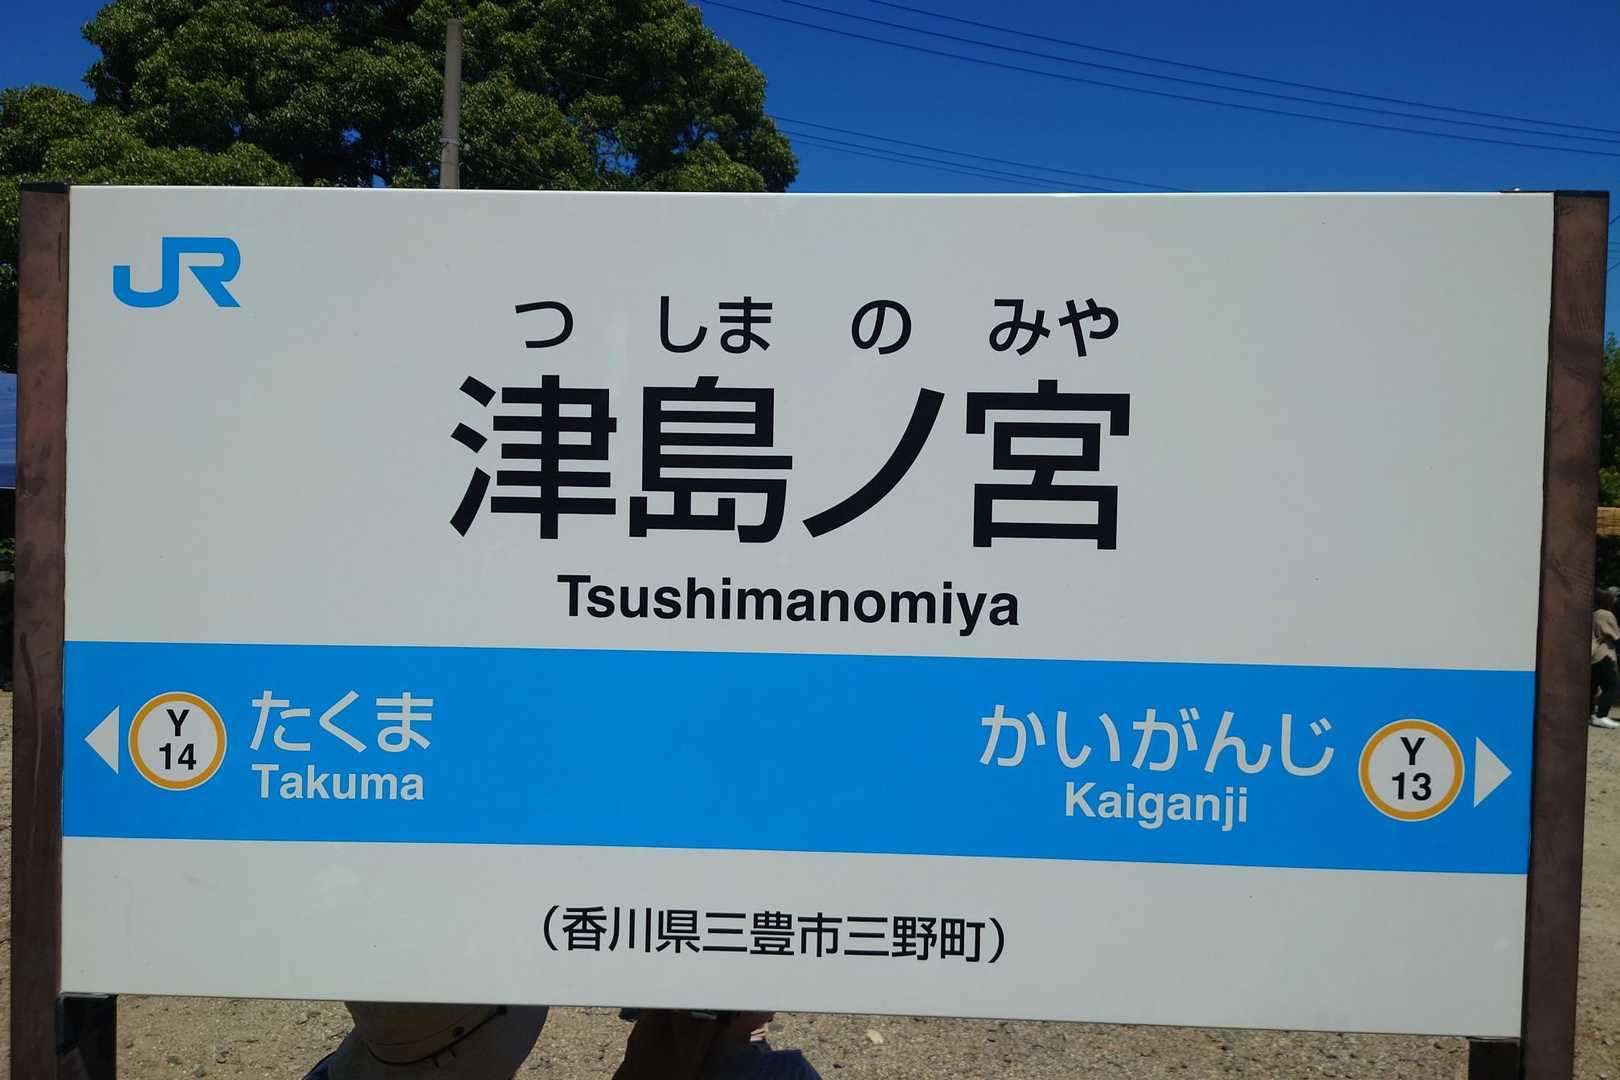 JR
つ しま の みや
津島ノ宮
Tsushimanomiya
Y 14 たくま
Takuma
かいがんじ Y 13
Kaiganji
(香川県三豊市三野町)